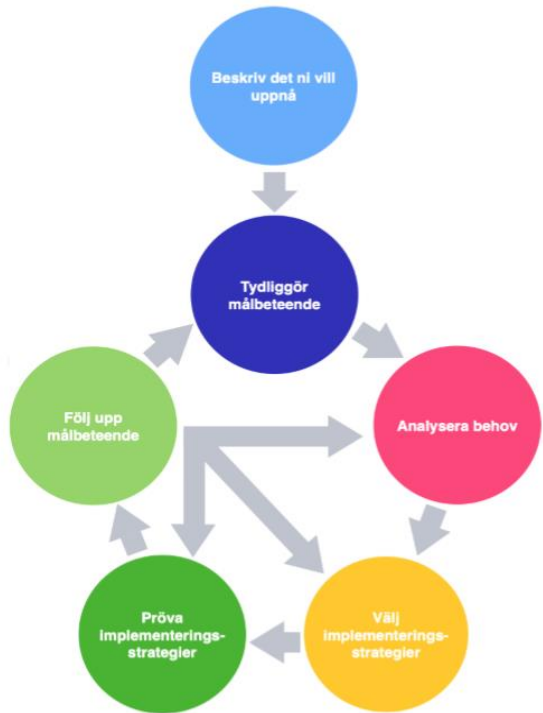 Beskriv det ni vill
uppnå
Tydliggör
målbeteende
Analysera behov
Välj
implementerings-
strategier
Pröva
implementerings-
strategier
Följ upp
målbeteende